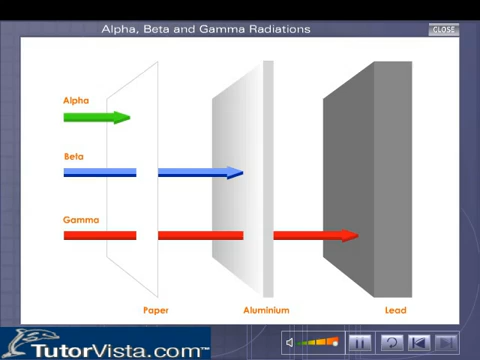 Alpha, Beta and Gamma Radiations
CLOSE
Alpha
Beta
Gamma
Paper
Aluminium
Lead
TutorVista.com™